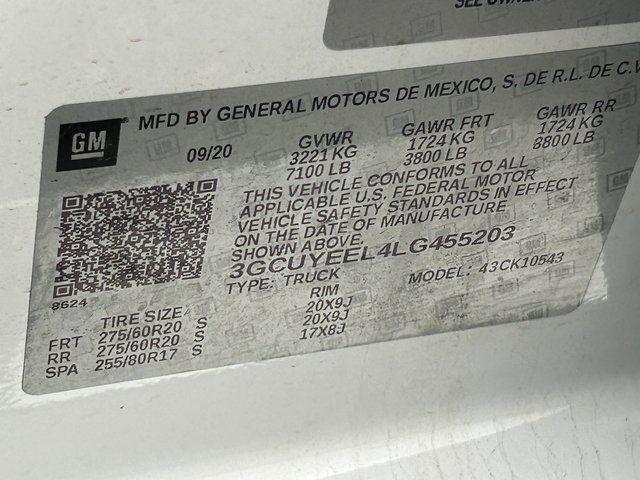 SEE OWNER
GM
MFD BY GENERAL MOTORS DE MEXICO, S. DE R.L. DE C.V
09/20 GVWR GAWR FRT GAWR RR
3221 KG 1724 KG 1724 KG
7100 LB 3800 LB 3800 LB
THIS VEHICLE CONFORMS TO ALL
APPLICABLE U.S. FEDERAL MOTOR
VEHICLE SAFETY STANDARDS IN EFFECT
ON THE DATE OF MANUFACTURE
SHOWN ABOVE.
3GCUYEEL4LG455203
TYPE: TRUCK MODEL: 43CK10543
8624
TIRE SIZE RIM
FRT 275/60R20 S 20X9J
RR 275/60R20 S 20X9J
SPA 255/80R17 S 17X8J